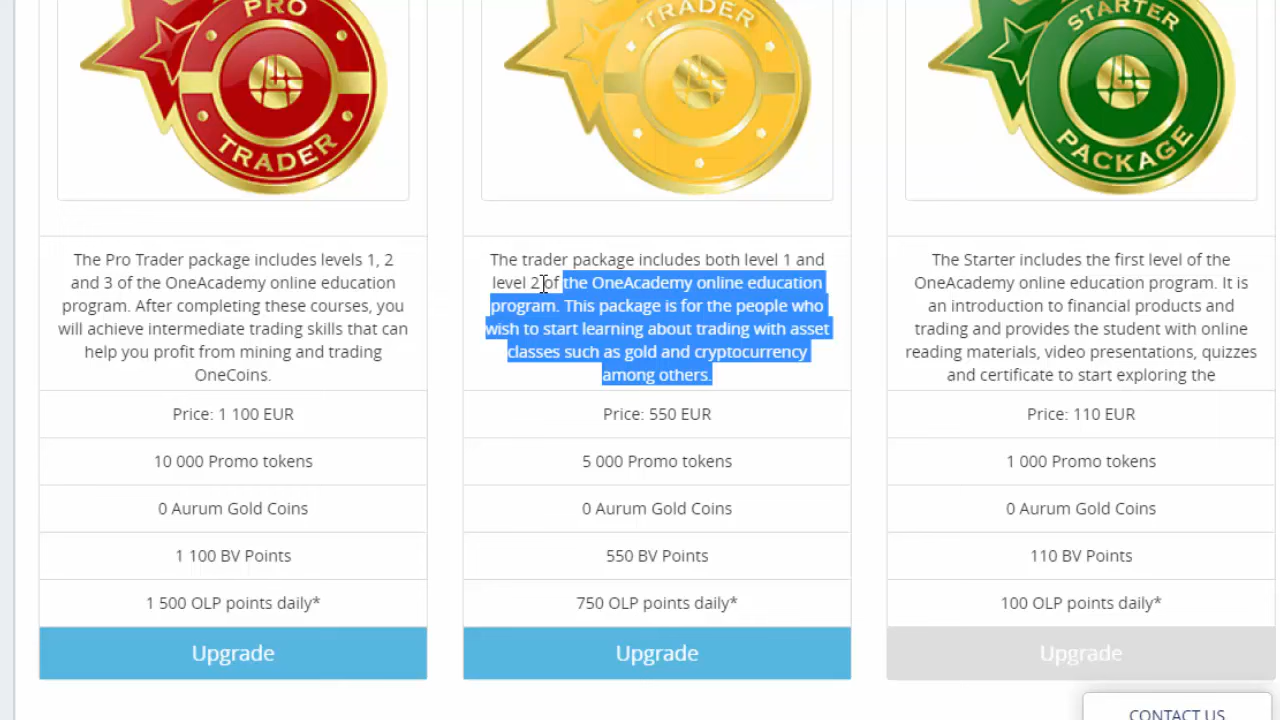 PRO
TRADER
The Pro Trader package includes levels 1, 2
and 3 of the OneAcademy online education
program. After completing these courses, you
will achieve intermediate trading skills that can
help you profit from mining and trading
OneCoins.
Price: 1 100 EUR
10 000 Promo tokens
0 Aurum Gold Coins
1 100 BV Points
1 500 OLP points daily*
Upgrade
TRADER
The trader package includes both level 1 and
level 2 of the OneAcademy online education
program. This package is for the people who
wish to start learning about trading with asset
classes such as gold and cryptocurrency
among others.
Price: 550 EUR
5 000 Promo tokens
0 Aurum Gold Coins
550 BV Points
750 OLP points daily*
Upgrade
STARTER
PACKAGE
The Starter includes the first level of the
OneAcademy online education program. It is
an introduction to financial products and
trading and provides the student with online
reading materials, video presentations, quizzes
and certificate to start exploring the
Price: 110 EUR
1 000 Promo tokens
0 Aurum Gold Coins
110 BV Points
100 OLP points daily*
Upgrade
CONTACT US